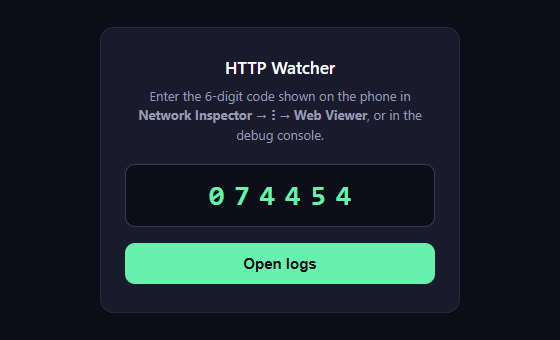 HTTP Watcher
Enter the 6-digit code shown on the phone in
Network Inspector → ⋮ → Web Viewer, or in the
debug console.
074454
Open logs